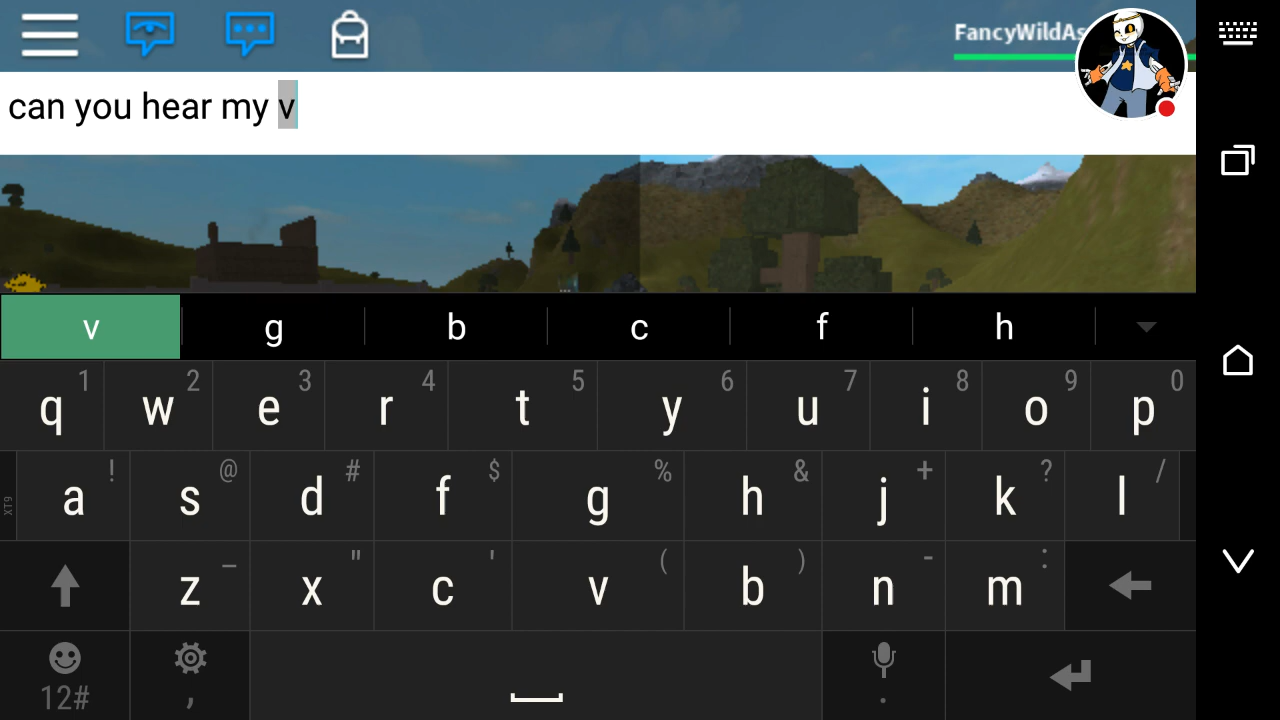 FancyWildAs
can you hear my v
v g b c f h
1 2 3 4 5 6 7 8 9 0
q w e r t y u i o p
! @ # $ % & + ? /
XT9 a s d f g h j k l
_ " ' ( ) - :
z x c v b n m
12# , .